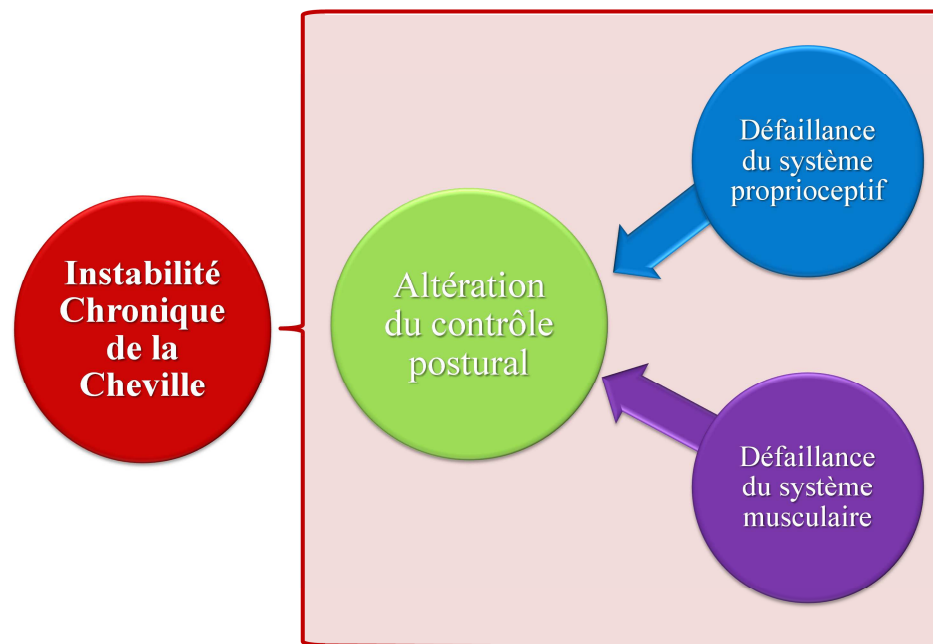 Instabilité
Chronique
de la
Cheville
Altération
du contrôle
postural
Défaillance
du système
proprioceptif
Défaillance
du système
musculaire